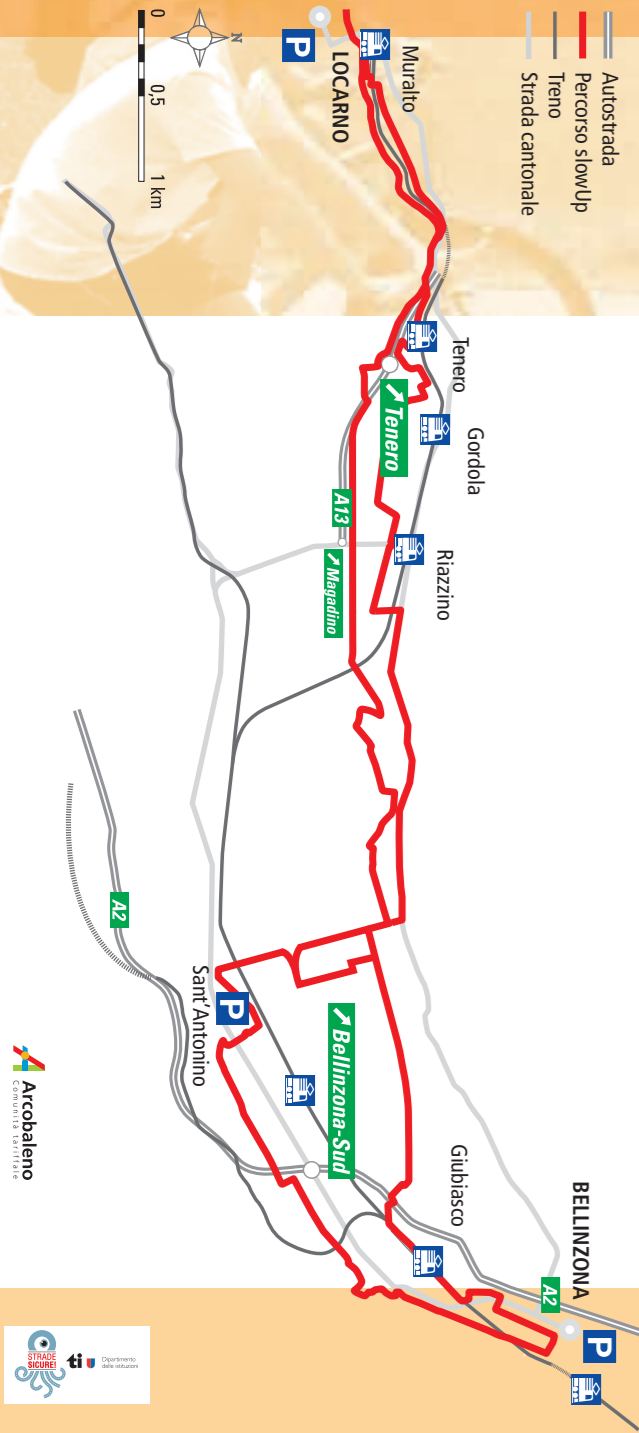 Autostrada
Percorso slowUp
Treno
Strada cantonale
N
0
0,5
1 km
P
LOCARNO
Muralto
Tenero
Tenero
Gordola
A13
Magadino
Riazzino
A2
Sant'Antonino
P
Bellinzona-Sud
Giubiasco
BELLINZONA
A2
P
Arcobaleno
Comunità tariffale
STRADE
SICURE!
ti
Dipartimento
delle istituzioni